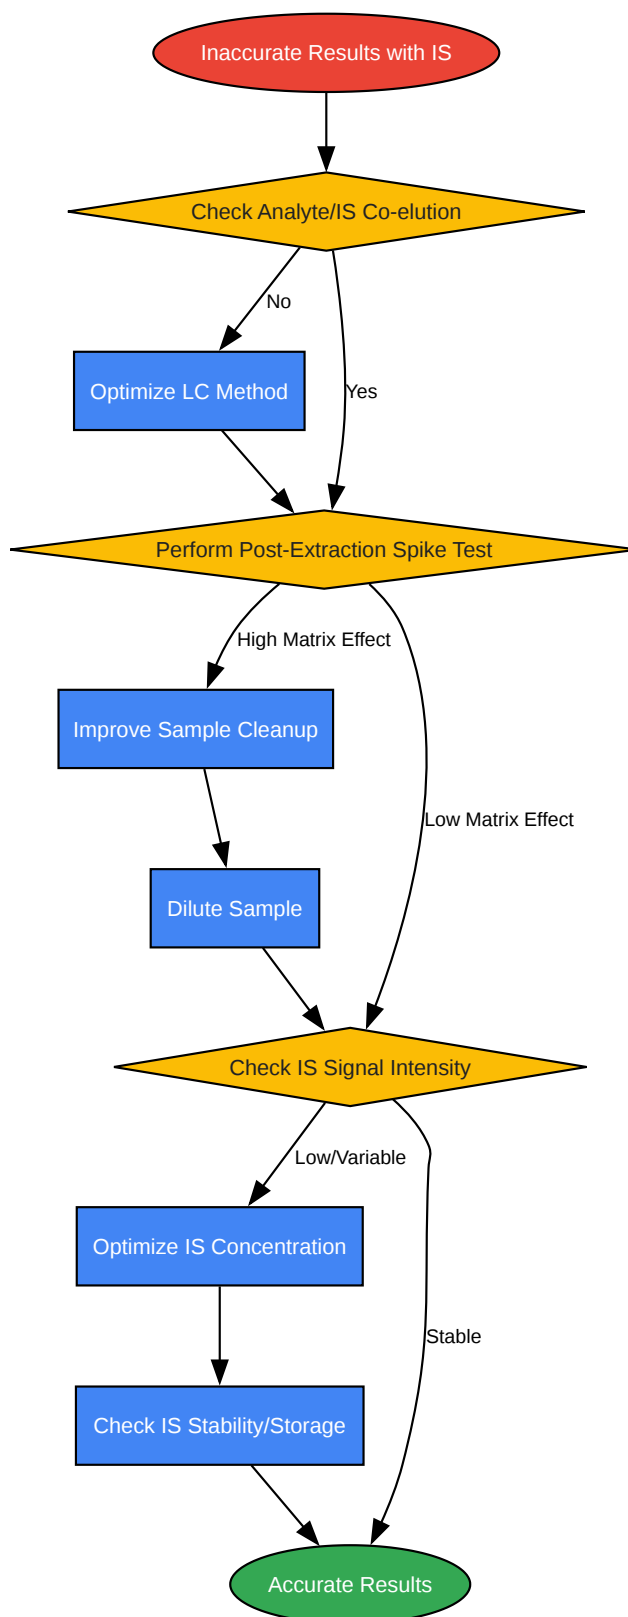 Inaccurate Results with IS
Check Analyte/IS Co-elution
No
Optimize LC Method
Yes
Perform Post-Extraction Spike Test
High Matrix Effect
Improve Sample Cleanup
Low Matrix Effect
Dilute Sample
Check IS Signal Intensity
Low/Variable
Optimize IS Concentration
Stable
Check IS Stability/Storage
Accurate Results